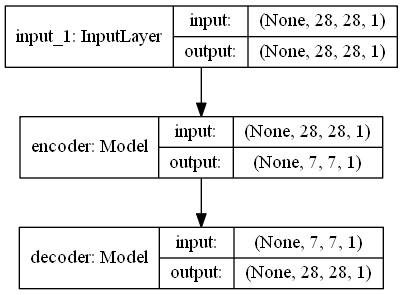 input_1: InputLayer
input: (None, 28, 28, 1)
output: (None, 28, 28, 1)
encoder: Model
input: (None, 28, 28, 1)
output: (None, 7, 7, 1)
decoder: Model
input: (None, 7, 7, 1)
output: (None, 28, 28, 1)